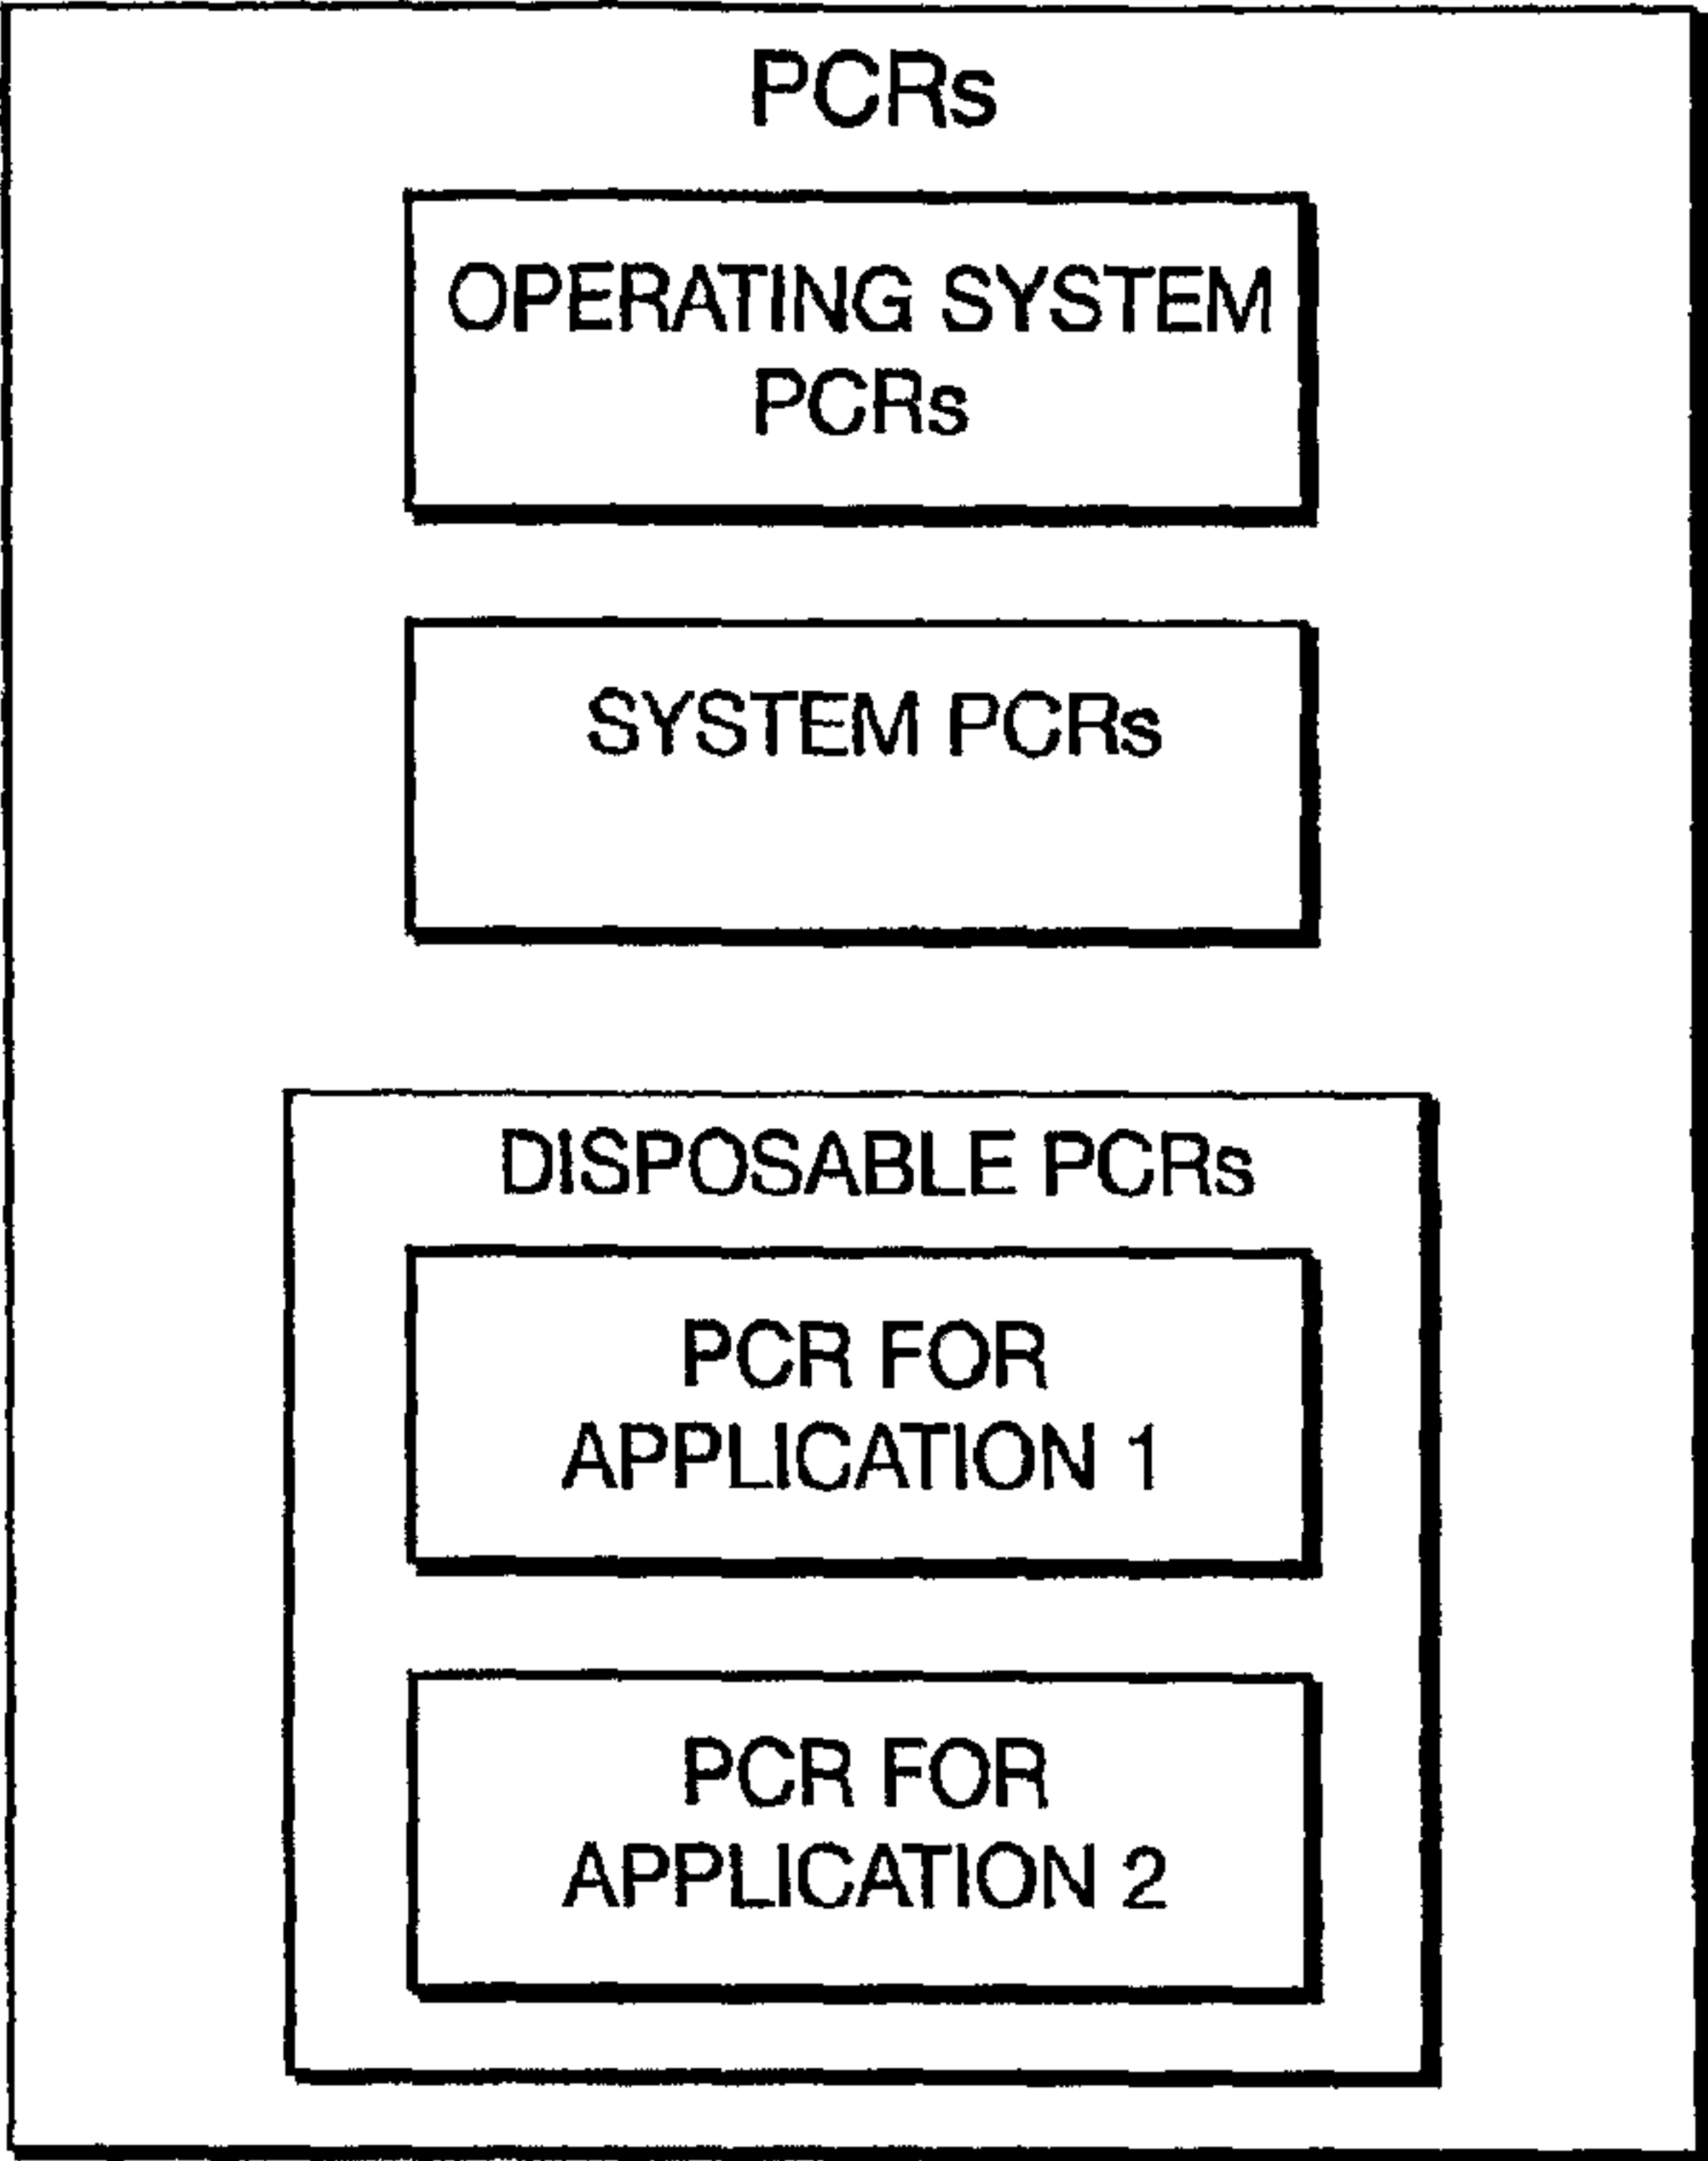 PCRs
OPERATING SYSTEM
PCRs
SYSTEM PCRs
DISPOSABLE PCRs
PCR FOR
APPLICATION 1
PCR FOR
APPLICATION 2